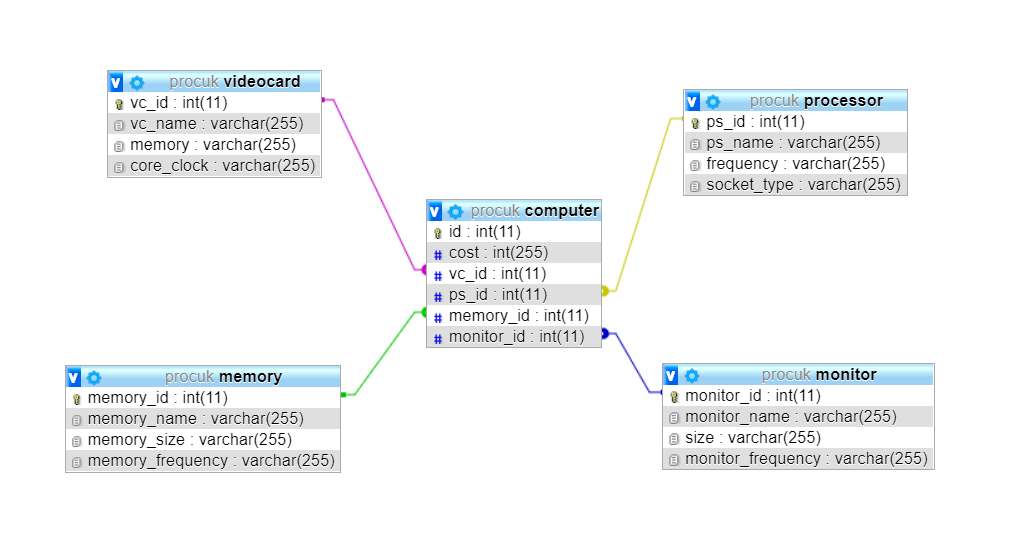 v procuk videocard
vc_id : int(11)
vc_name : varchar(255)
memory : varchar(255)
core_clock : varchar(255)
v procuk processor
ps_id : int(11)
ps_name : varchar(255)
frequency : varchar(255)
socket_type : varchar(255)
v procuk computer
id : int(11)
# cost : int(255)
# vc_id : int(11)
# ps_id : int(11)
# memory_id : int(11)
# monitor_id : int(11)
v procuk memory
memory_id : int(11)
memory_name : varchar(255)
memory_size : varchar(255)
memory_frequency : varchar(255)
v procuk monitor
monitor_id : int(11)
monitor_name : varchar(255)
size : varchar(255)
monitor_frequency : varchar(255)